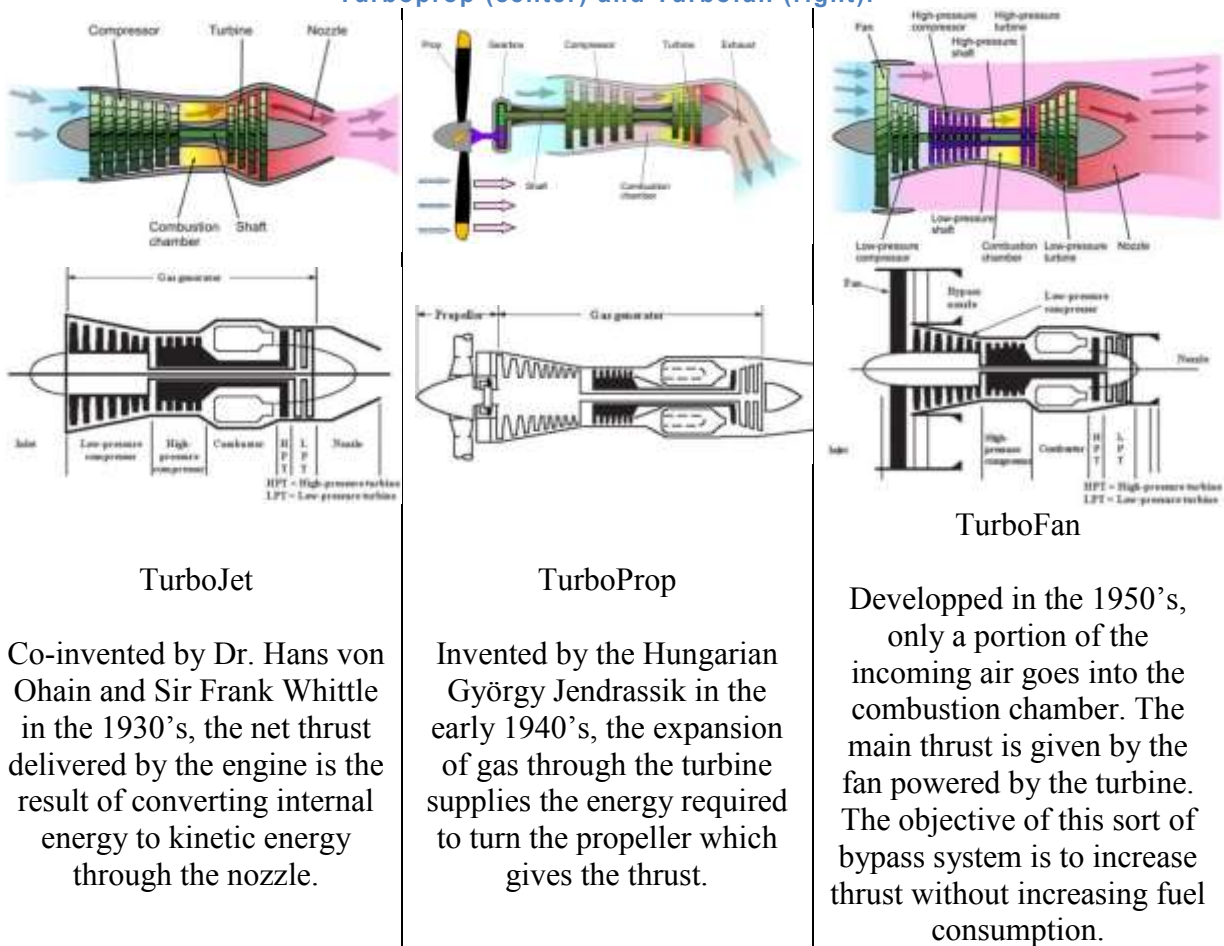 Turboprop (center) and Turbofan (right).
Compressor Turbine Nozzle
Combustion chamber
Shaft
Gas generator
Inlet
Low-pressure compressor
High-pressure compressor
Combustor
HPT
LPT
Nozzle
HPT = High-pressure turbine
LPT = Low-pressure turbine
TurboJet
Co-invented by Dr. Hans von
Ohain and Sir Frank Whittle
in the 1930’s, the net thrust
delivered by the engine is the
result of converting internal
energy to kinetic energy
through the nozzle.
Prop Gearbox Compressor Turbine Exhaust
Shaft
Combustion chamber
Propeller
Gas generator
TurboProp
Invented by the Hungarian
György Jendrassik in the
early 1940’s, the expansion
of gas through the turbine
supplies the energy required
to turn the propeller which
gives the thrust.
Fan
High-pressure compressor
High-pressure turbine
High-pressure shaft
Low-pressure shaft
Low-pressure compressor
Combustion chamber
Low-pressure turbine
Nozzle
Fan
Bypass nozzle
Low-pressure compressor
Nozzle
Inlet
High-pressure compressor
Combustor
HPT
LPT
HPT = High-pressure turbine
LPT = Low-pressure turbine
TurboFan
Developped in the 1950’s,
only a portion of the
incoming air goes into the
combustion chamber. The
main thrust is given by the
fan powered by the turbine.
The objective of this sort of
bypass system is to increase
thrust without increasing fuel
consumption.